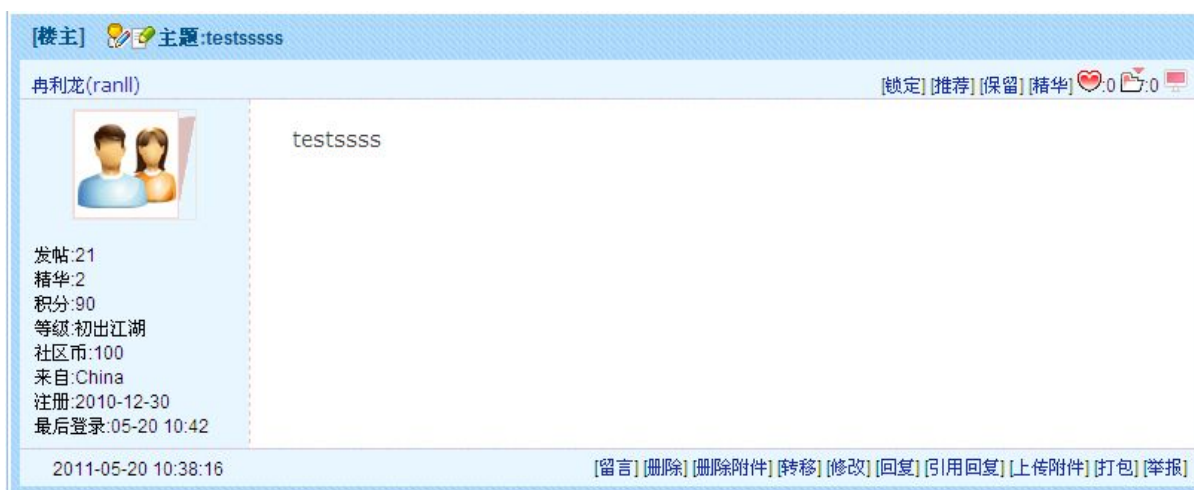 [楼主] 主题:testsssss
冉利龙(ranll) [锁定] [推荐] [保留] [精华] :0 :0
testssss
发帖:21
精华:2
积分:90
等级:初出江湖
社区币:100
来自:China
注册:2010-12-30
最后登录:05-20 10:42
2011-05-20 10:38:16 [留言] [删除] [删除附件] [转移] [修改] [回复] [引用回复] [上传附件] [打包] [举报]